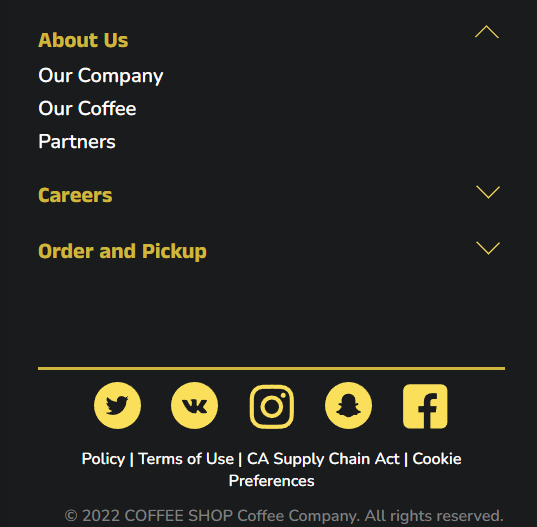 About Us
Our Company
Our Coffee
Partners
Careers
Order and Pickup
Policy | Terms of Use | CA Supply Chain Act | Cookie
Preferences
© 2022 COFFEE SHOP Coffee Company. All rights reserved.